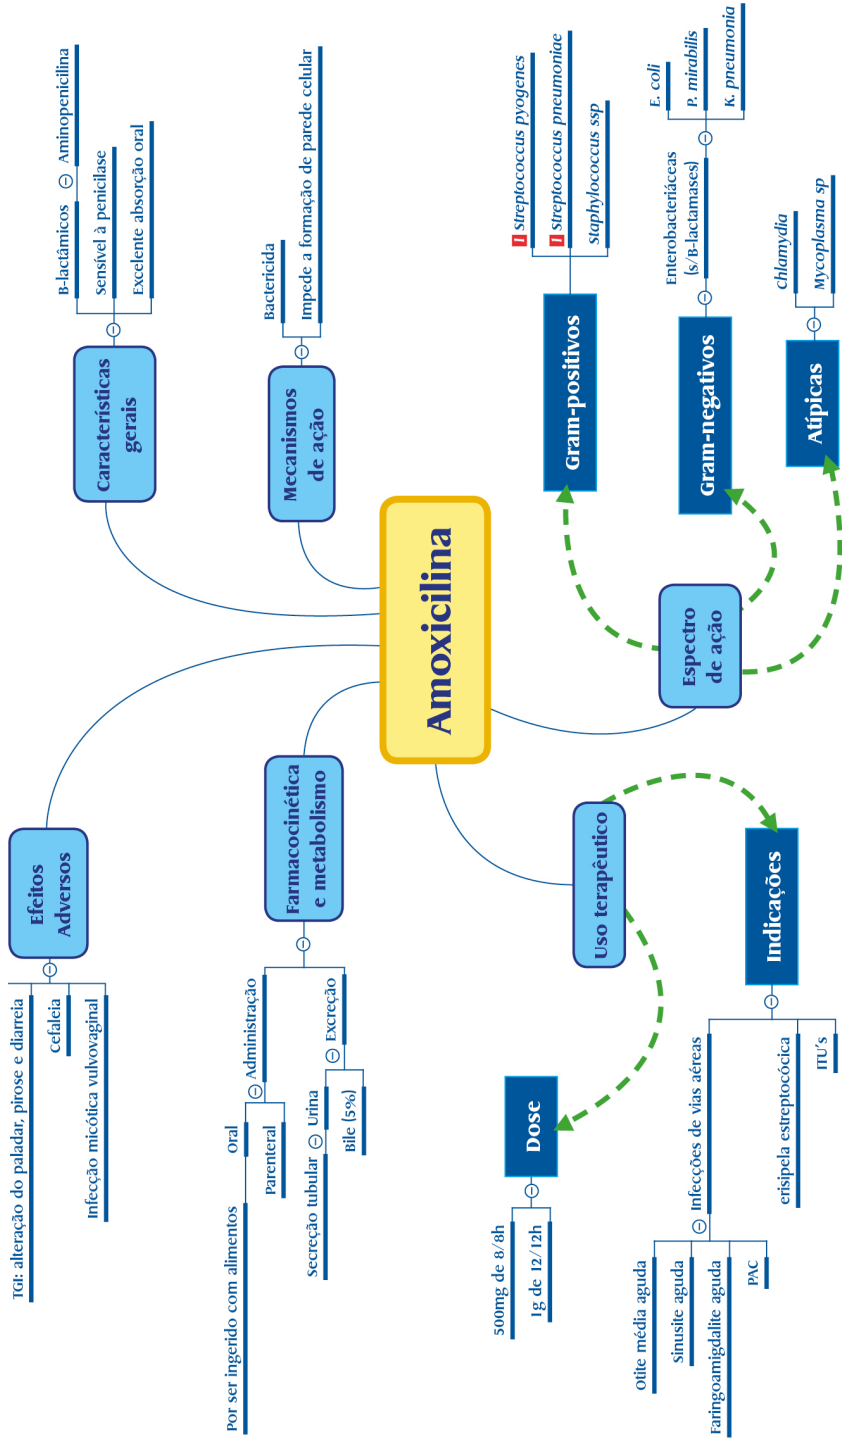 Amoxicilina
Efeitos
Adversos
TGI: alteração do paladar, pirose e diarreia
Cefaleia
Infecção micótica vulvovaginal
Farmacocinética
e metabolismo
Administração
Oral
Por ser ingerido com alimentos
Parenteral
Excreção
Urina
Secreção tubular
Bile (5%)
Características
gerais
B-lactâmicos
Aminopenicilina
Sensível à penicilase
Excelente absorção oral
Mecanismos
de ação
Bactericida
Impede a formação de parede celular
Uso terapêutico
Dose
500mg de 8/8h
1g de 12/12h
Indicações
Infecções de vias aéreas
Otite média aguda
Sinusite aguda
Faringoamigdalite aguda
PAC
erisipela estreptocócica
ITU's
Espectro
de ação
Gram-positivos
1 Streptococcus pyogenes
1 Streptococcus pneumoniae
Staphylococcus ssp
Gram-negativos
Enterobacteriáceas
(s/B-lactamases)
E. coli
P. mirabilis
K. pneumonia
Atípicas
Chlamydia
Mycoplasma sp